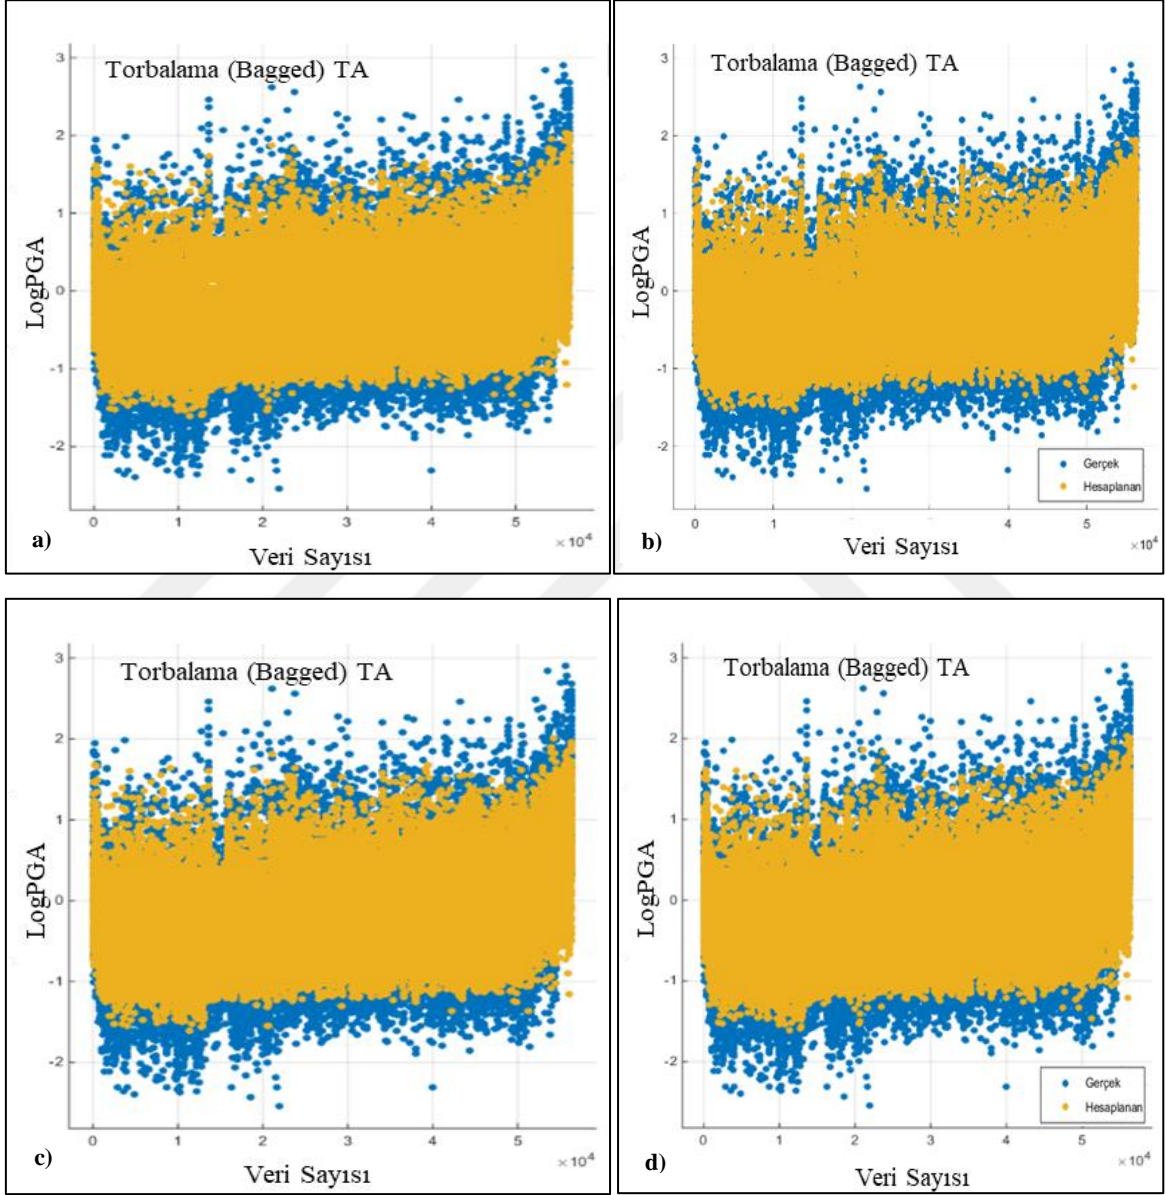 Torbalama (Bagged) TA
3
2
1
0
-1
-2
LogPGA
0 1 2 3 4 5
×10⁴
Veri Sayısı
a)
Torbalama (Bagged) TA
3
2
1
0
-1
-2
LogPGA
Gerçek
Hesaplanan
0 1 4 5
×10⁴
Veri Sayısı
b)
Torbalama (Bagged) TA
3
2
1
0
-1
-2
LogPGA
0 1 2 3 4 5
×10⁴
Veri Sayısı
c)
Torbalama (Bagged) TA
3
2
1
0
-1
-2
LogPGA
Gerçek
Hesaplanan
0 1 2 3 4 5
×10⁴
Veri Sayısı
d)